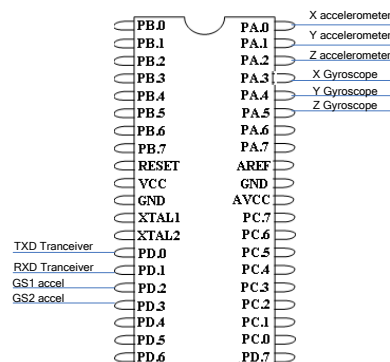 PB.0 PA.0 X accelerometer
PB.1 PA.1 Y accelerometer
PB.2 PA.2 Z accelerometer
PB.3 PA.3 X Gyroscope
PB.4 PA.4 Y Gyroscope
PB.5 PA.5 Z Gyroscope
PB.6 PA.6
PB.7 PA.7
RESET AREF
VCC GND
GND AVCC
XTAL1 PC.7
XTAL2 PC.6
TXD Tranceiver PD.0 PC.5
RXD Tranceiver PD.1 PC.4
GS1 accel PD.2 PC.3
GS2 accel PD.3 PC.2
PD.4 PC.1
PD.5 PC.0
PD.6 PD.7